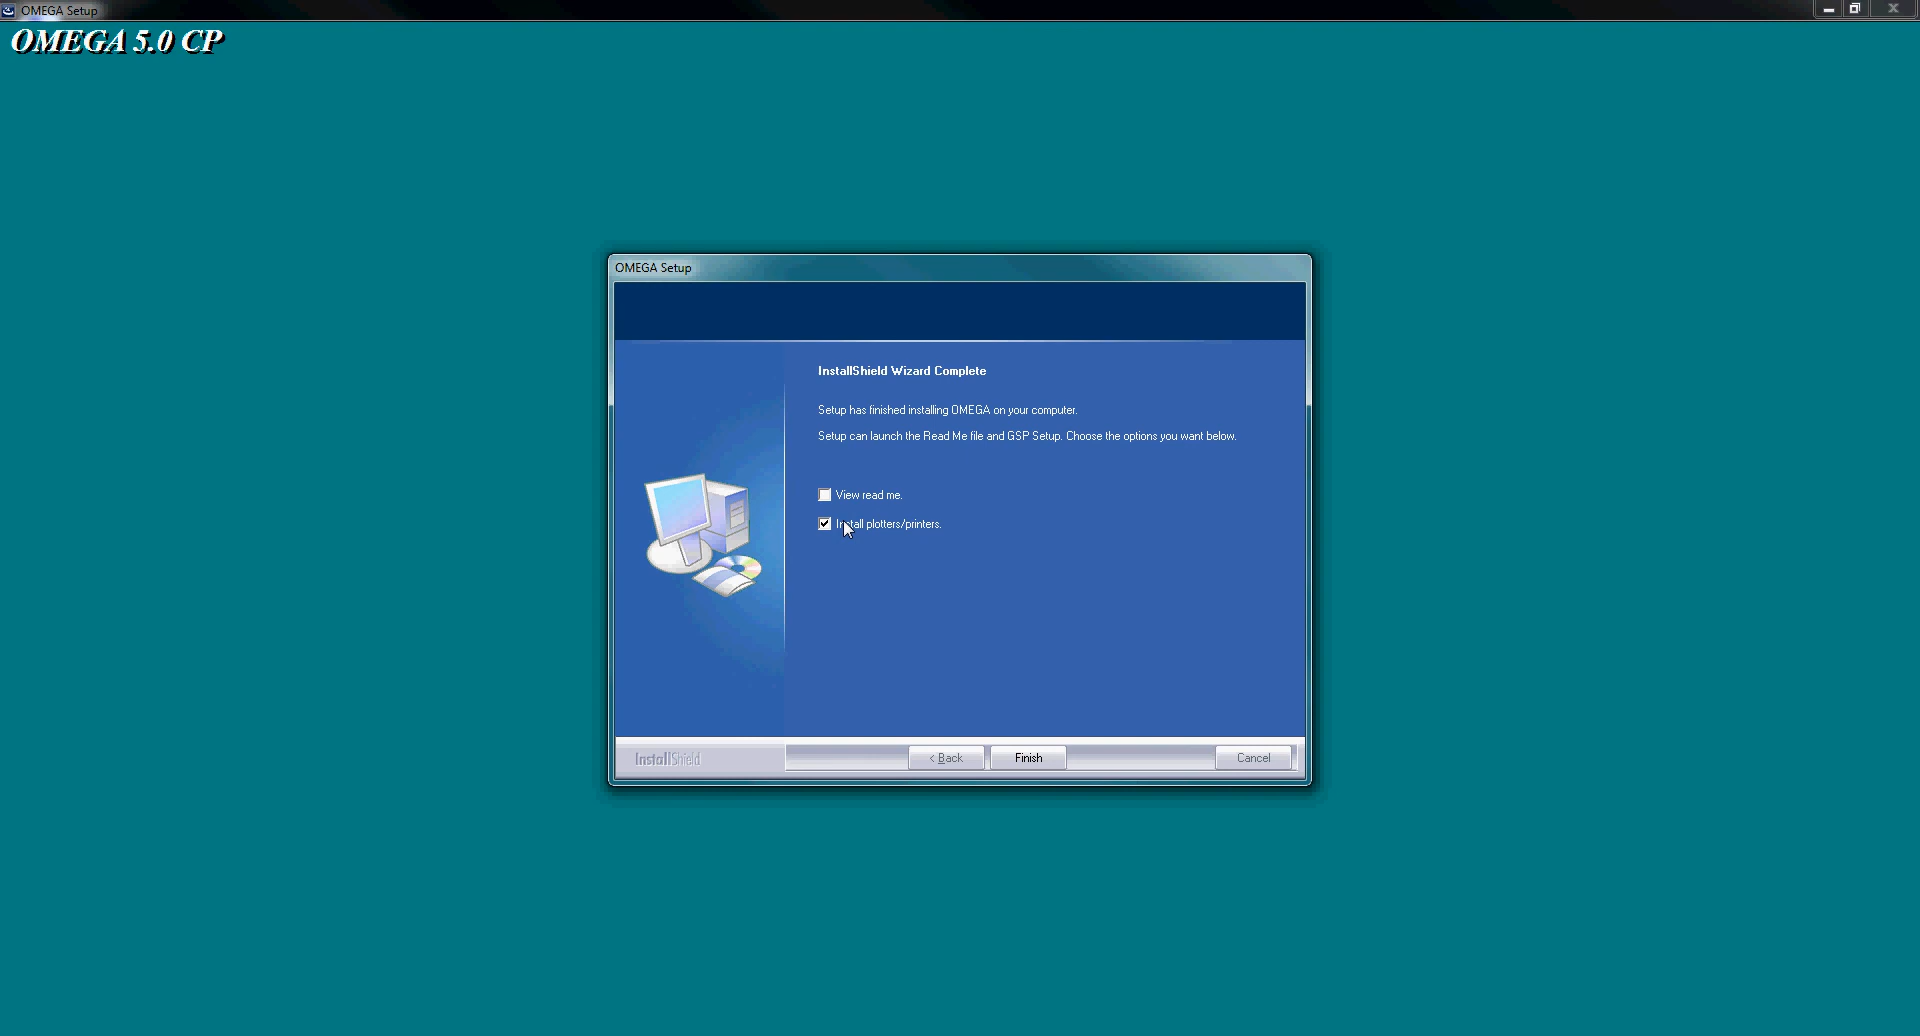 OMEGA Setup
OMEGA 5.0 CP
OMEGA Setup
InstallShield Wizard Complete
Setup has finished installing OMEGA on your computer.
Setup can launch the Read Me file and GSP Setup. Choose the options you want below.
View read me.
Install plotters/printers.
InstallShield
< Back
Finish
Cancel